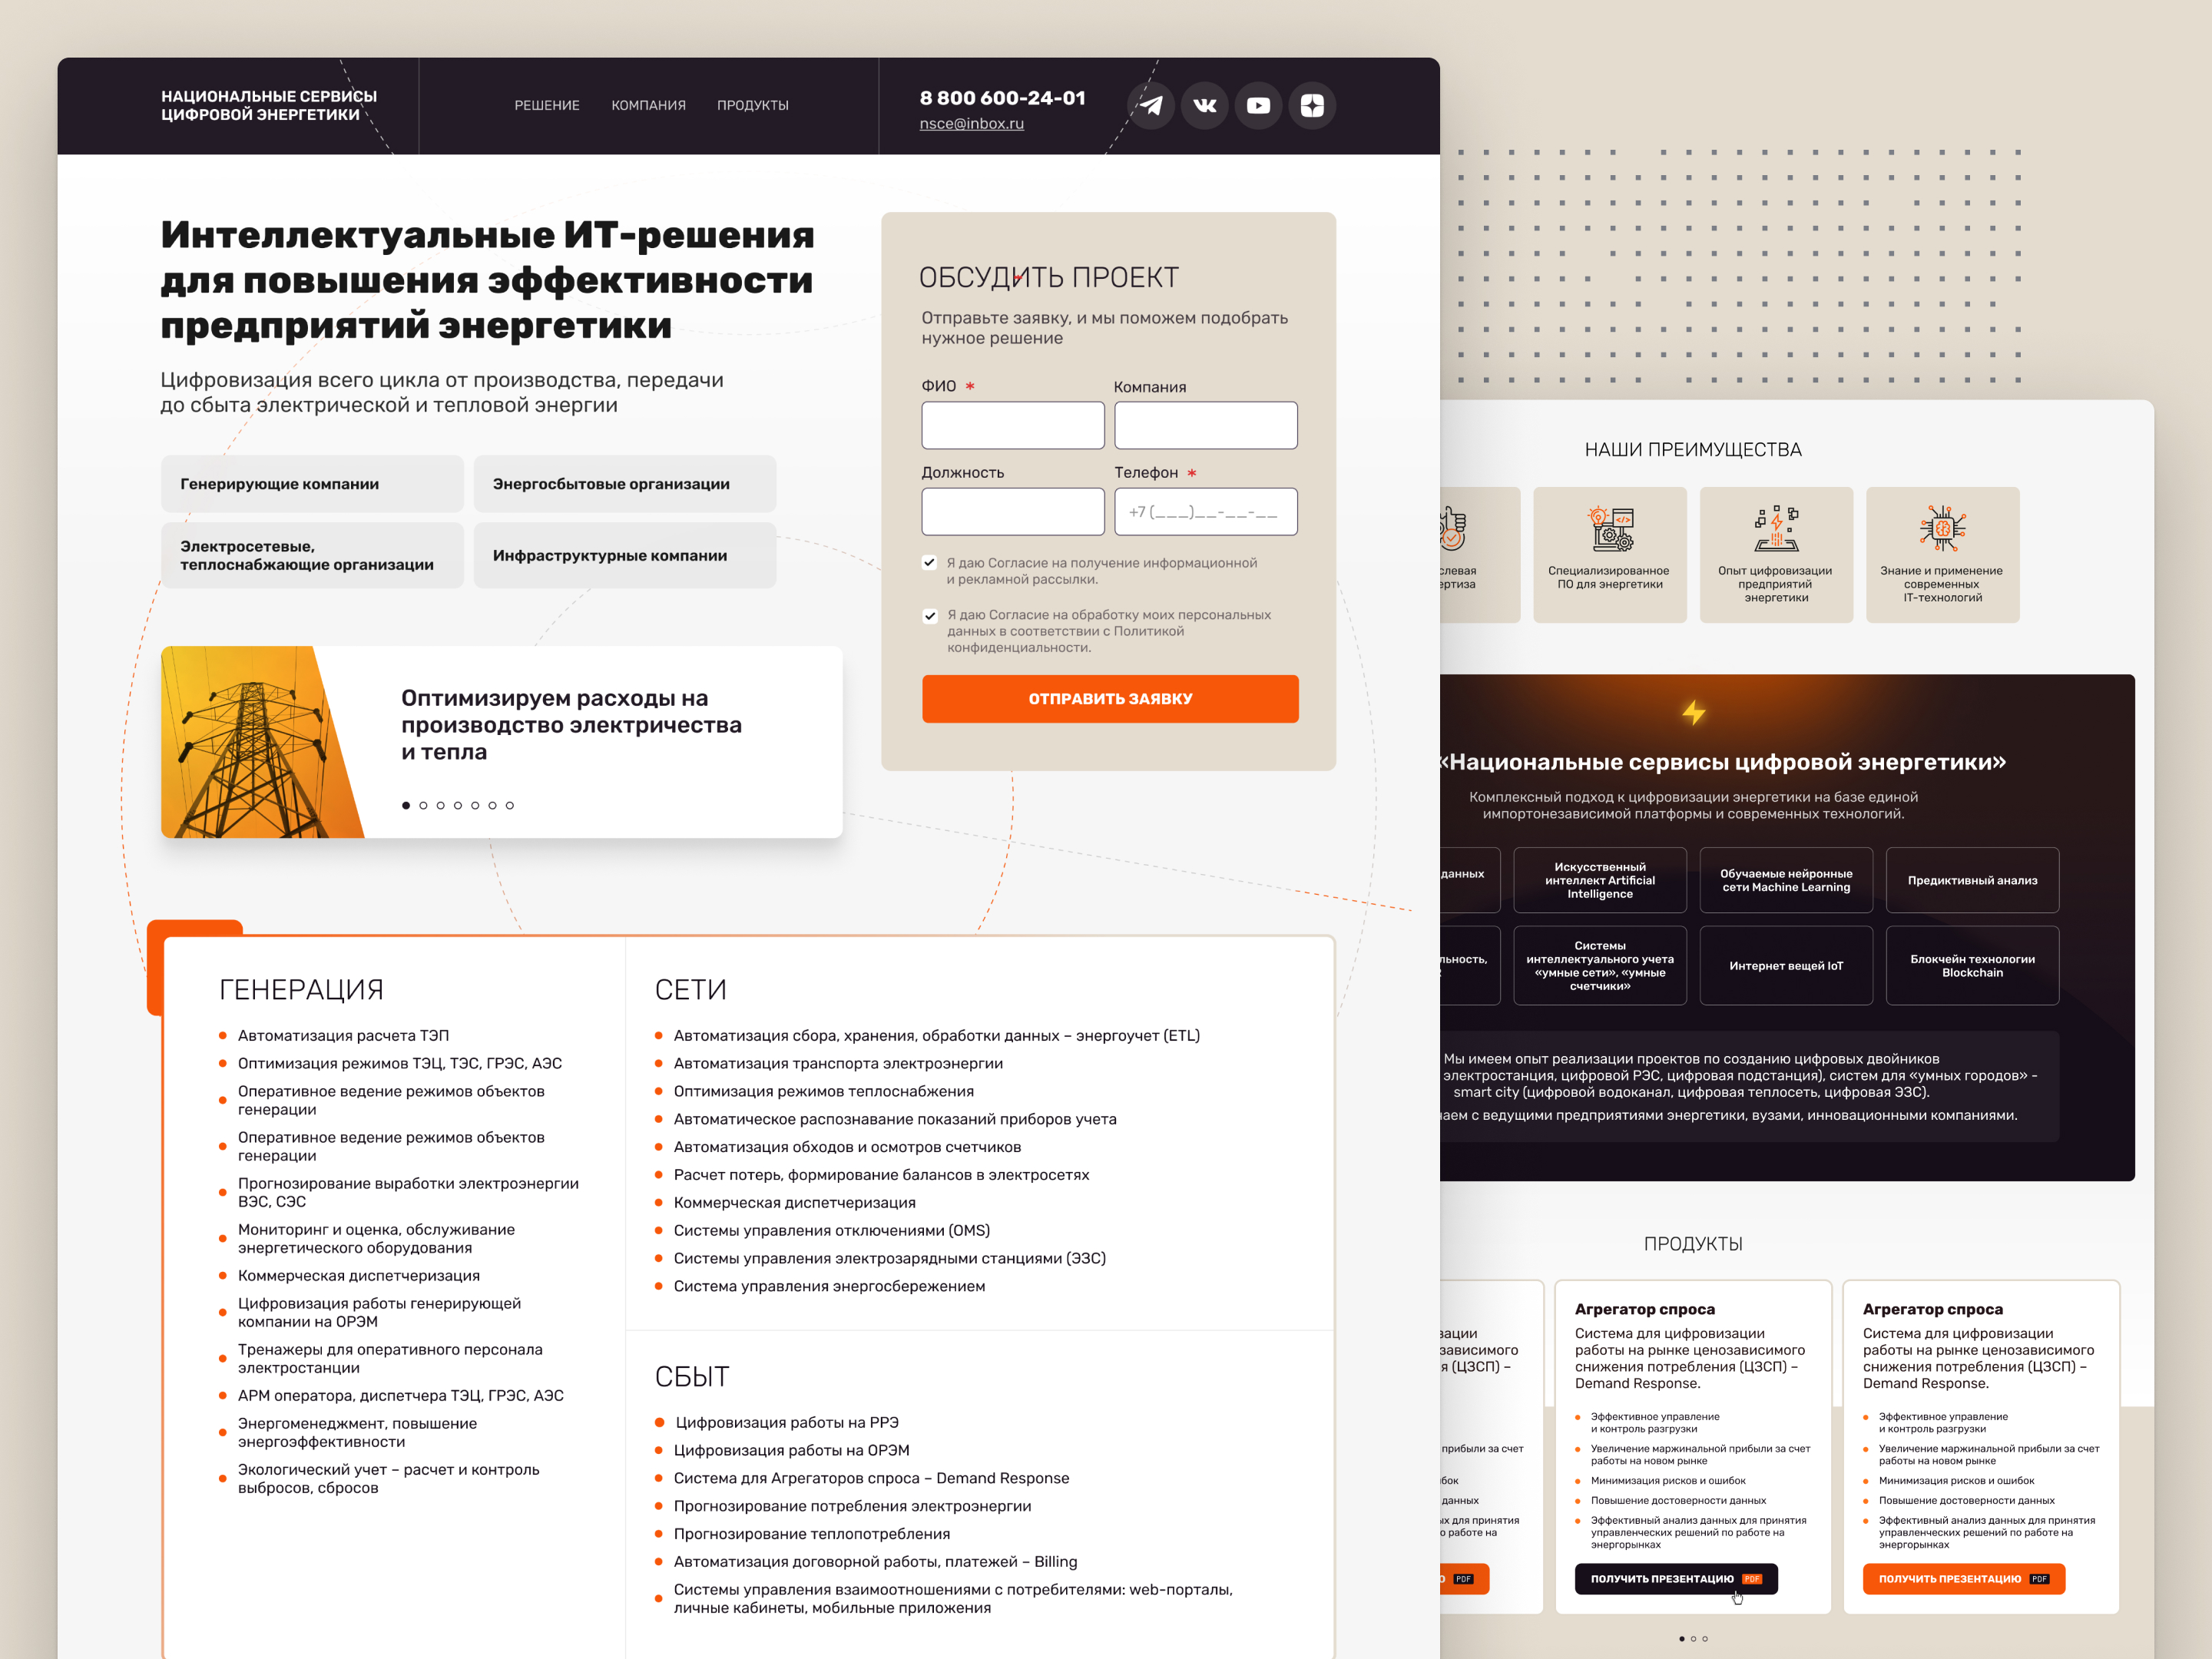 НАЦИОНАЛЬНЫЕ СЕРВИСЫ
ЦИФРОВОЙ ЭНЕРГЕТИКИ
РЕШЕНИЕ
КОМПАНИЯ
ПРОДУКТЫ
8 800 600-24-01
nsce@inbox.ru
Интеллектуальные ИТ-решения
для повышения эффективности
предприятий энергетики
Цифровизация всего цикла от производства, передачи
до сбыта электрической и тепловой энергии
Генерирующие компании
Энергосбытовые организации
Электросетевые,
теплоснабжающие организации
Инфраструктурные компании
Оптимизируем расходы на
производство электричества
и тепла
ОБСУДИТЬ ПРОЕКТ
Отправьте заявку, и мы поможем подобрать
нужное решение
ФИО *
Компания
Должность
Телефон *
+7 (___)__-__-__
Я даю Согласие на получение информационной
и рекламной рассылки.
Я даю Согласие на обработку моих персональных
данных в соответствии с Политикой
конфиденциальности.
ОТПРАВИТЬ ЗАЯВКУ
ГЕНЕРАЦИЯ
Автоматизация расчета ТЭП
Оптимизация режимов ТЭЦ, ТЭС, ГРЭС, АЭС
Оперативное ведение режимов объектов
генерации
Оперативное ведение режимов объектов
генерации
Прогнозирование выработки электроэнергии
ВЭС, СЭС
Мониторинг и оценка, обслуживание
энергетического оборудования
Коммерческая диспетчеризация
Цифровизация работы генерирующей
компании на ОРЭМ
Тренажеры для оперативного персонала
электростанции
АРМ оператора, диспетчера ТЭЦ, ГРЭС, АЭС
Энергоменеджмент, повышение
энергоэффективности
Экологический учет – расчет и контроль
выбросов, сбросов
СЕТИ
Автоматизация сбора, хранения, обработки данных – энергоучет (ETL)
Автоматизация транспорта электроэнергии
Оптимизация режимов теплоснабжения
Автоматическое распознавание показаний приборов учета
Автоматизация обходов и осмотров счетчиков
Расчет потерь, формирование балансов в электросетях
Коммерческая диспетчеризация
Системы управления отключениями (OMS)
Системы управления электрозарядными станциями (ЭЗС)
Система управления энергосбережением
СБЫТ
Цифровизация работы на РРЭ
Цифровизация работы на ОРЭМ
Система для Агрегаторов спроса – Demand Response
Прогнозирование потребления электроэнергии
Прогнозирование теплопотребления
Автоматизация договорной работы, платежей – Billing
Системы управления взаимоотношениями с потребителями: web-порталы,
личные кабинеты, мобильные приложения
НАШИ ПРЕИМУЩЕСТВА
слевая
ертиза
Специализированное
ПО для энергетики
Опыт цифровизации
предприятий
энергетики
Знание и применение
современных
IT-технологий
«Национальные сервисы цифровой энергетики»
Комплексный подход к цифровизации энергетики на базе единой
импортонезависимой платформы и современных технологий.
данных
Искусственный
интеллект Artificial
Intelligence
Обучаемые нейронные
сети Machine Learning
Предиктивный анализ
льность,
Системы
интеллектуального учета
«умные сети», «умные
счетчики»
Интернет вещей IoT
Блокчейн технологии
Blockchain
Мы имеем опыт реализации проектов по созданию цифровых двойников
электростанция, цифровой РЭС, цифровая подстанция), систем для «умных городов» -
smart city (цифровой водоканал, цифровая теплосеть, цифровая ЭЗС).
аем с ведущими предприятиями энергетики, вузами, инновационными компаниями.
ПРОДУКТЫ
зации
зависимого
я (ЦЗСП) –
прибыли за счет
бок
данных
ых для принятия
о работе на
PDF
Агрегатор спроса
Система для цифровизации
работы на рынке ценозависимого
снижения потребления (ЦЗСП) –
Demand Response.
Эффективное управление
и контроль разгрузки
Увеличение маржинальной прибыли за счет
работы на новом рынке
Минимизация рисков и ошибок
Повышение достоверности данных
Эффективный анализ данных для принятия
управленческих решений по работе на
энергорынках
ПОЛУЧИТЬ ПРЕЗЕНТАЦИЮ PDF
Агрегатор спроса
Система для цифровизации
работы на рынке ценозависимого
снижения потребления (ЦЗСП) –
Demand Response.
Эффективное управление
и контроль разгрузки
Увеличение маржинальной прибыли за счет
работы на новом рынке
Минимизация рисков и ошибок
Повышение достоверности данных
Эффективный анализ данных для принятия
управленческих решений по работе на
энергорынках
ПОЛУЧИТЬ ПРЕЗЕНТАЦИЮ PDF